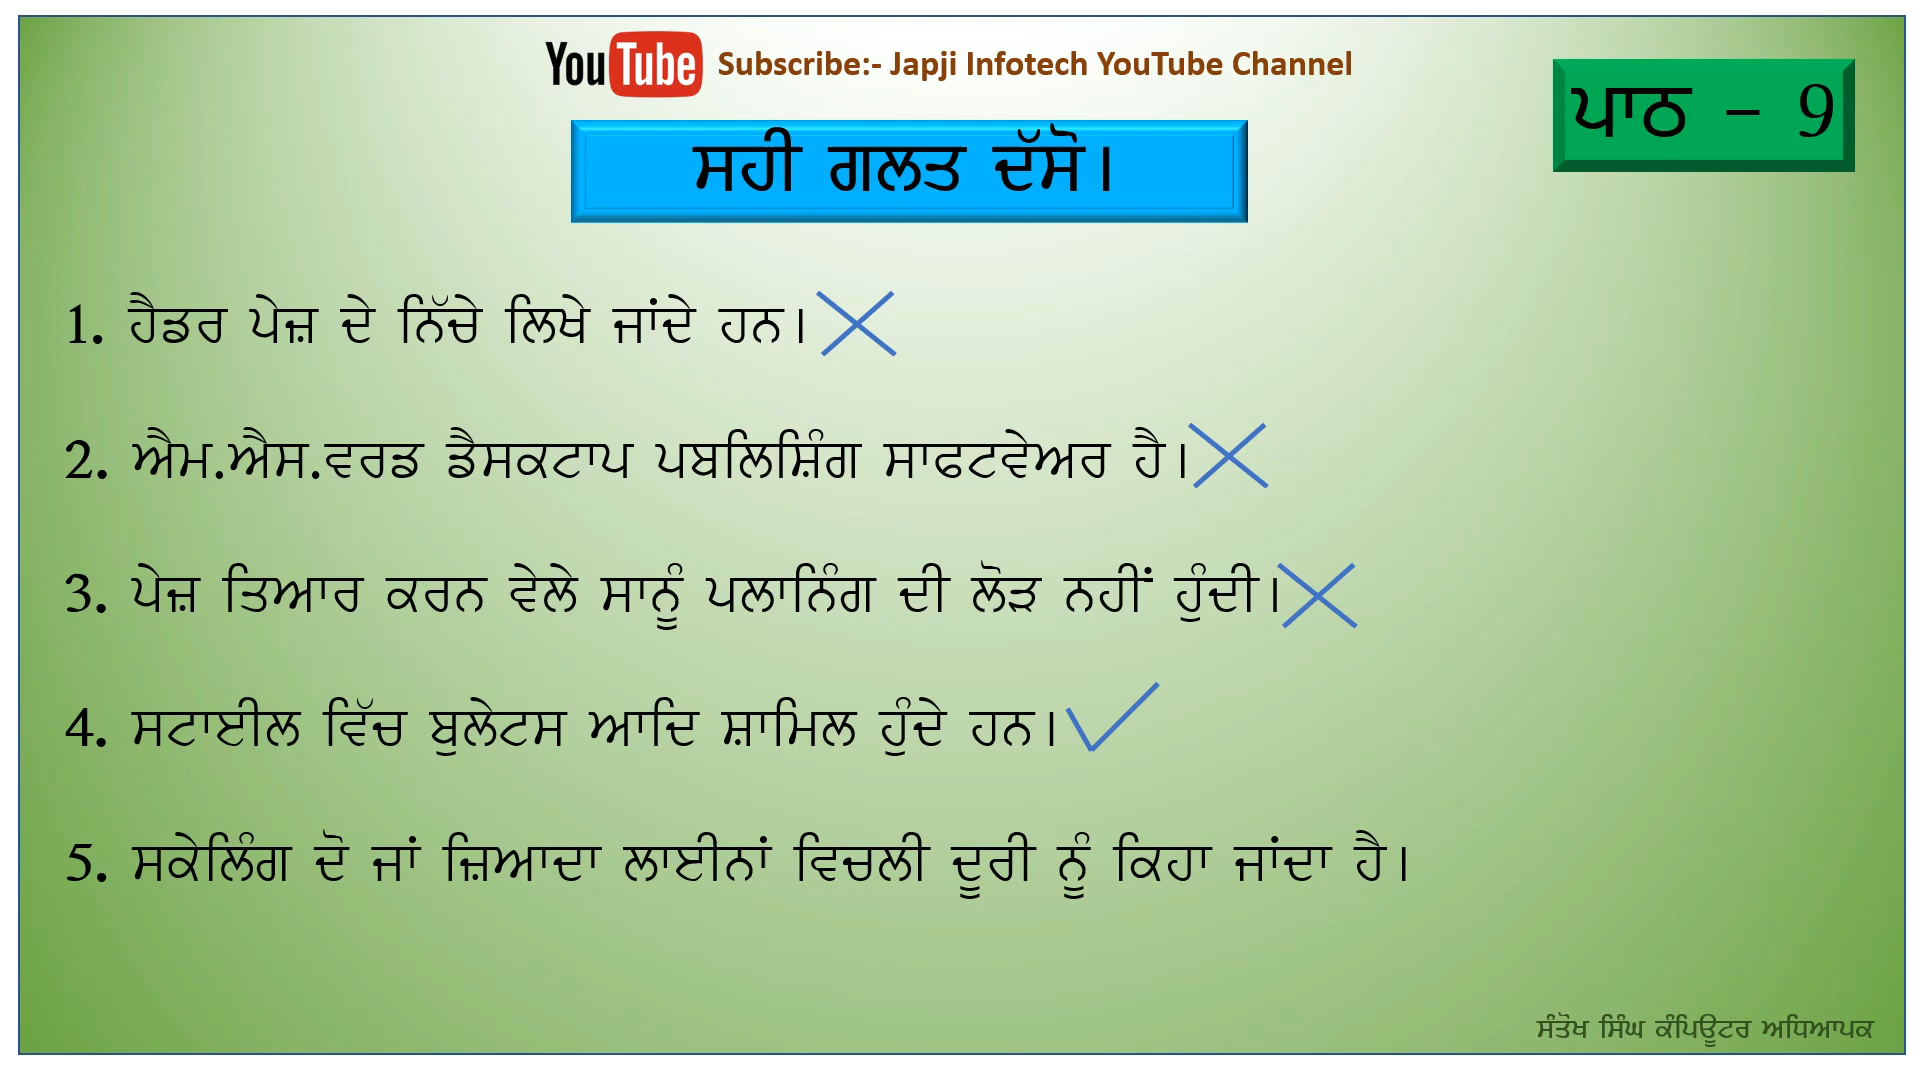 YouTube Subscribe:- Japji Infotech YouTube Channel
ਪਾਠ – 9
ਸਹੀ ਗਲਤ ਦੱਸੋ।
1. ਹੈਡਰ ਪੇਜ਼ ਦੇ ਨਿੱਚੇ ਲਿਖੇ ਜਾਂਦੇ ਹਨ।
2. ਐਮ.ਐਸ.ਵਰਡ ਡੈਸਕਟਾਪ ਪਬਲਿਸ਼ਿੰਗ ਸਾਫਟਵੇਅਰ ਹੈ।
3. ਪੇਜ਼ ਤਿਆਰ ਕਰਨ ਵੇਲੇ ਸਾਨੂੰ ਪਲਾਨਿੰਗ ਦੀ ਲੋੜ ਨਹੀਂ ਹੁੰਦੀ।
4. ਸਟਾਈਲ ਵਿੱਚ ਬੁਲੇਟਸ ਆਦਿ ਸ਼ਾਮਿਲ ਹੁੰਦੇ ਹਨ।
5. ਸਕੇਲਿੰਗ ਦੋ ਜਾਂ ਜ਼ਿਆਦਾ ਲਾਈਨਾਂ ਵਿਚਲੀ ਦੂਰੀ ਨੂੰ ਕਿਹਾ ਜਾਂਦਾ ਹੈ।
ਸੰਤੋਖ ਸਿੰਘ ਕੰਪਿਊਟਰ ਅਧਿਆਪਕ